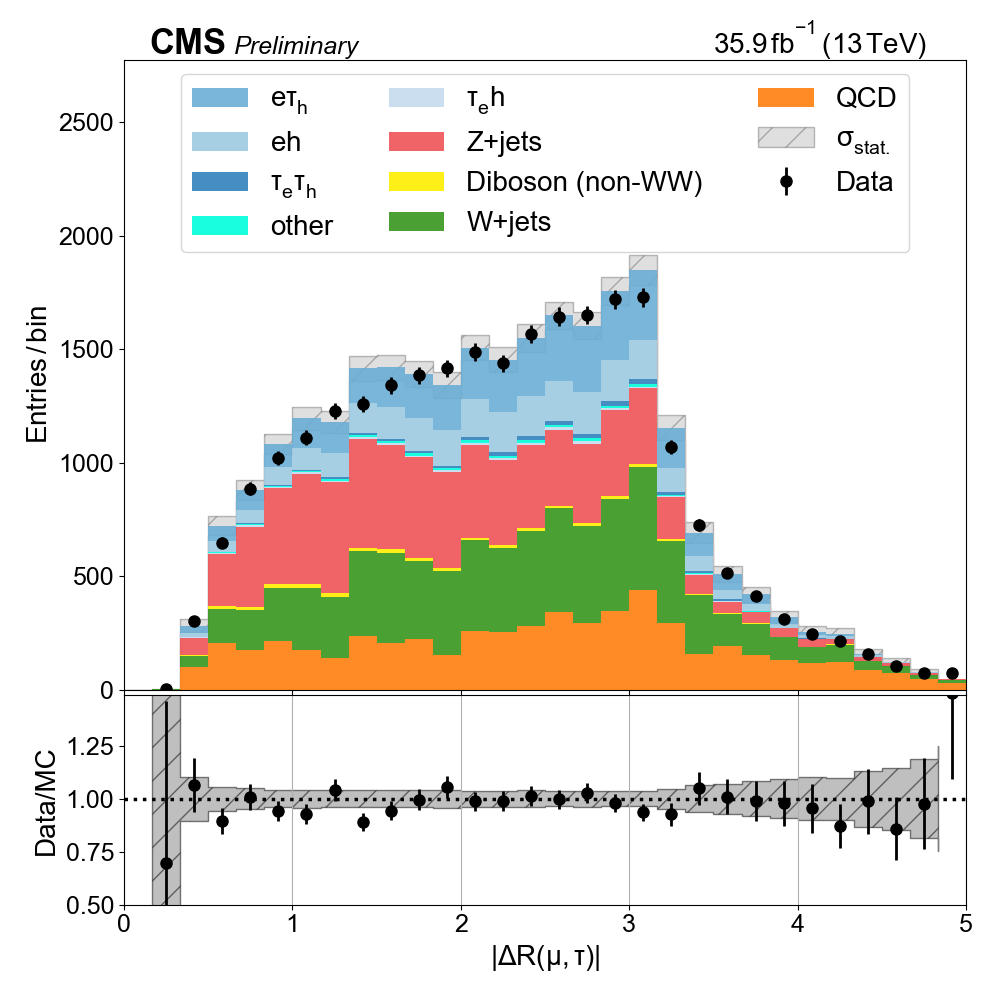 CMS Preliminary 35.9 fb⁻¹ (13 TeV)
eτh τeh QCD
eh Z+jets σstat.
τeτh Diboson (non-WW) Data
other W+jets
Entries / bin
2500
2000
1500
1000
500
0
Data/MC
1.25
1.00
0.75
0.50
0 1 2 3 4 5
|ΔR(μ, τ)|